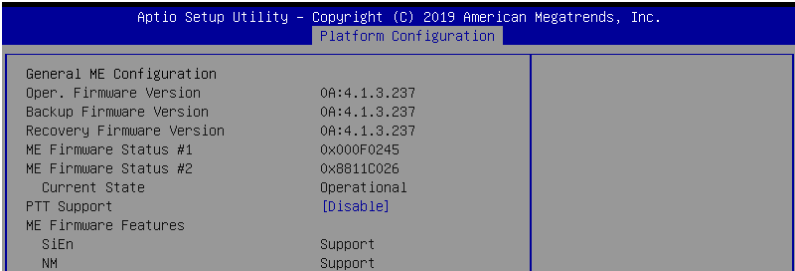 Aptio Setup Utility – Copyright (C) 2019 American Megatrends, Inc.
Platform Configuration
General ME Configuration
Oper. Firmware Version 0A:4.1.3.237
Backup Firmware Version 0A:4.1.3.237
Recovery Firmware Version 0A:4.1.3.237
ME Firmware Status #1 0x000F0245
ME Firmware Status #2 0x8811C026
Current State Operational
PTT Support [Disable]
ME Firmware Features
SiEn Support
NM Support